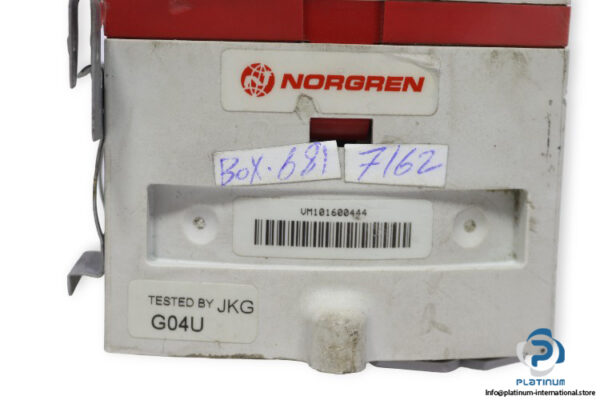 NORGREN
BOX.681 7162
VM101600444
TESTED BY JKG
G04U
PLATINUM
Info@platinum-international.store